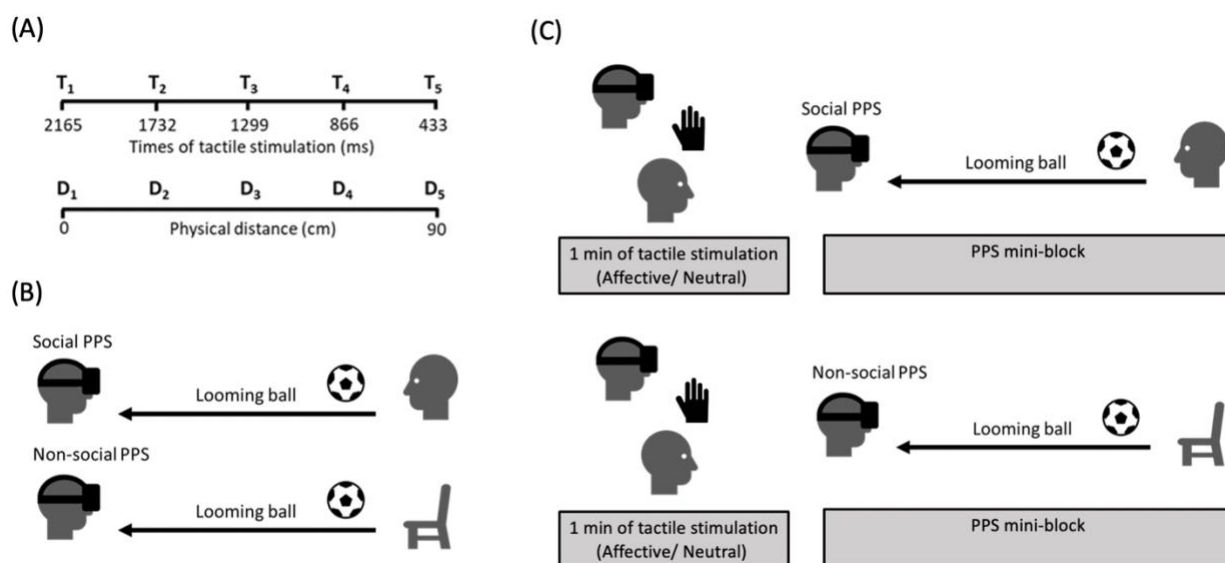 (A)
T1 T2 T3 T4 T5
2165 1732 1299 866 433
Times of tactile stimulation (ms)
D1 D2 D3 D4 D5
0 Physical distance (cm) 90
(B)
Social PPS
Looming ball
Non-social PPS
Looming ball
(C)
Social PPS
Looming ball
1 min of tactile stimulation
(Affective/ Neutral)
PPS mini-block
Non-social PPS
Looming ball
1 min of tactile stimulation
(Affective/ Neutral)
PPS mini-block